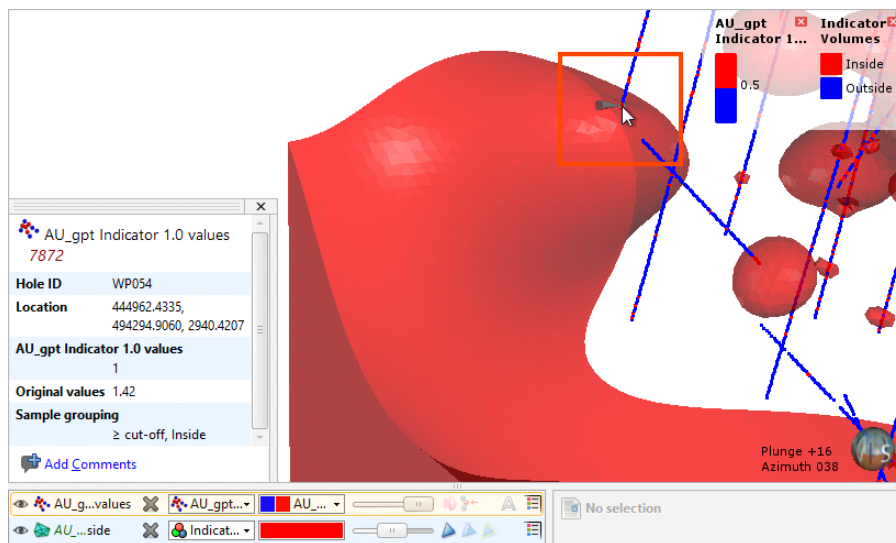 AU_gpt
Indicator 1...
0.5
Indicator
Volumes
Inside
Outside
AU_gpt Indicator 1.0 values
7872
Hole ID WP054
Location 444962.4335,
494294.9060, 2940.4207
AU_gpt Indicator 1.0 values
1
Original values 1.42
Sample grouping
≥ cut-off, Inside
Add Comments
Plunge +16
Azimuth 038
AU_g...values AU_gpt... AU_... A
AU_...side Indicat...
No selection